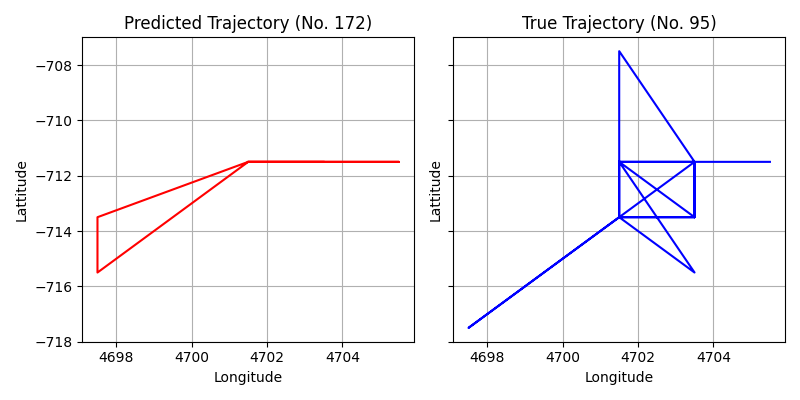 Predicted Trajectory (No. 172)
True Trajectory (No. 95)
Lattitude
−708
−710
−712
−714
−716
−718
4698
4700
4702
4704
Longitude
Lattitude
4698
4700
4702
4704
Longitude